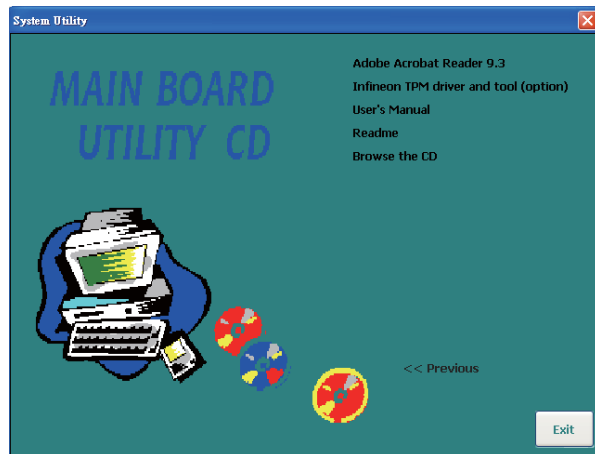 System Utility
MAIN BOARD
UTILITY CD
Adobe Acrobat Reader 9.3
Infineon TPM driver and tool (option)
User's Manual
Readme
Browse the CD
<< Previous
Exit